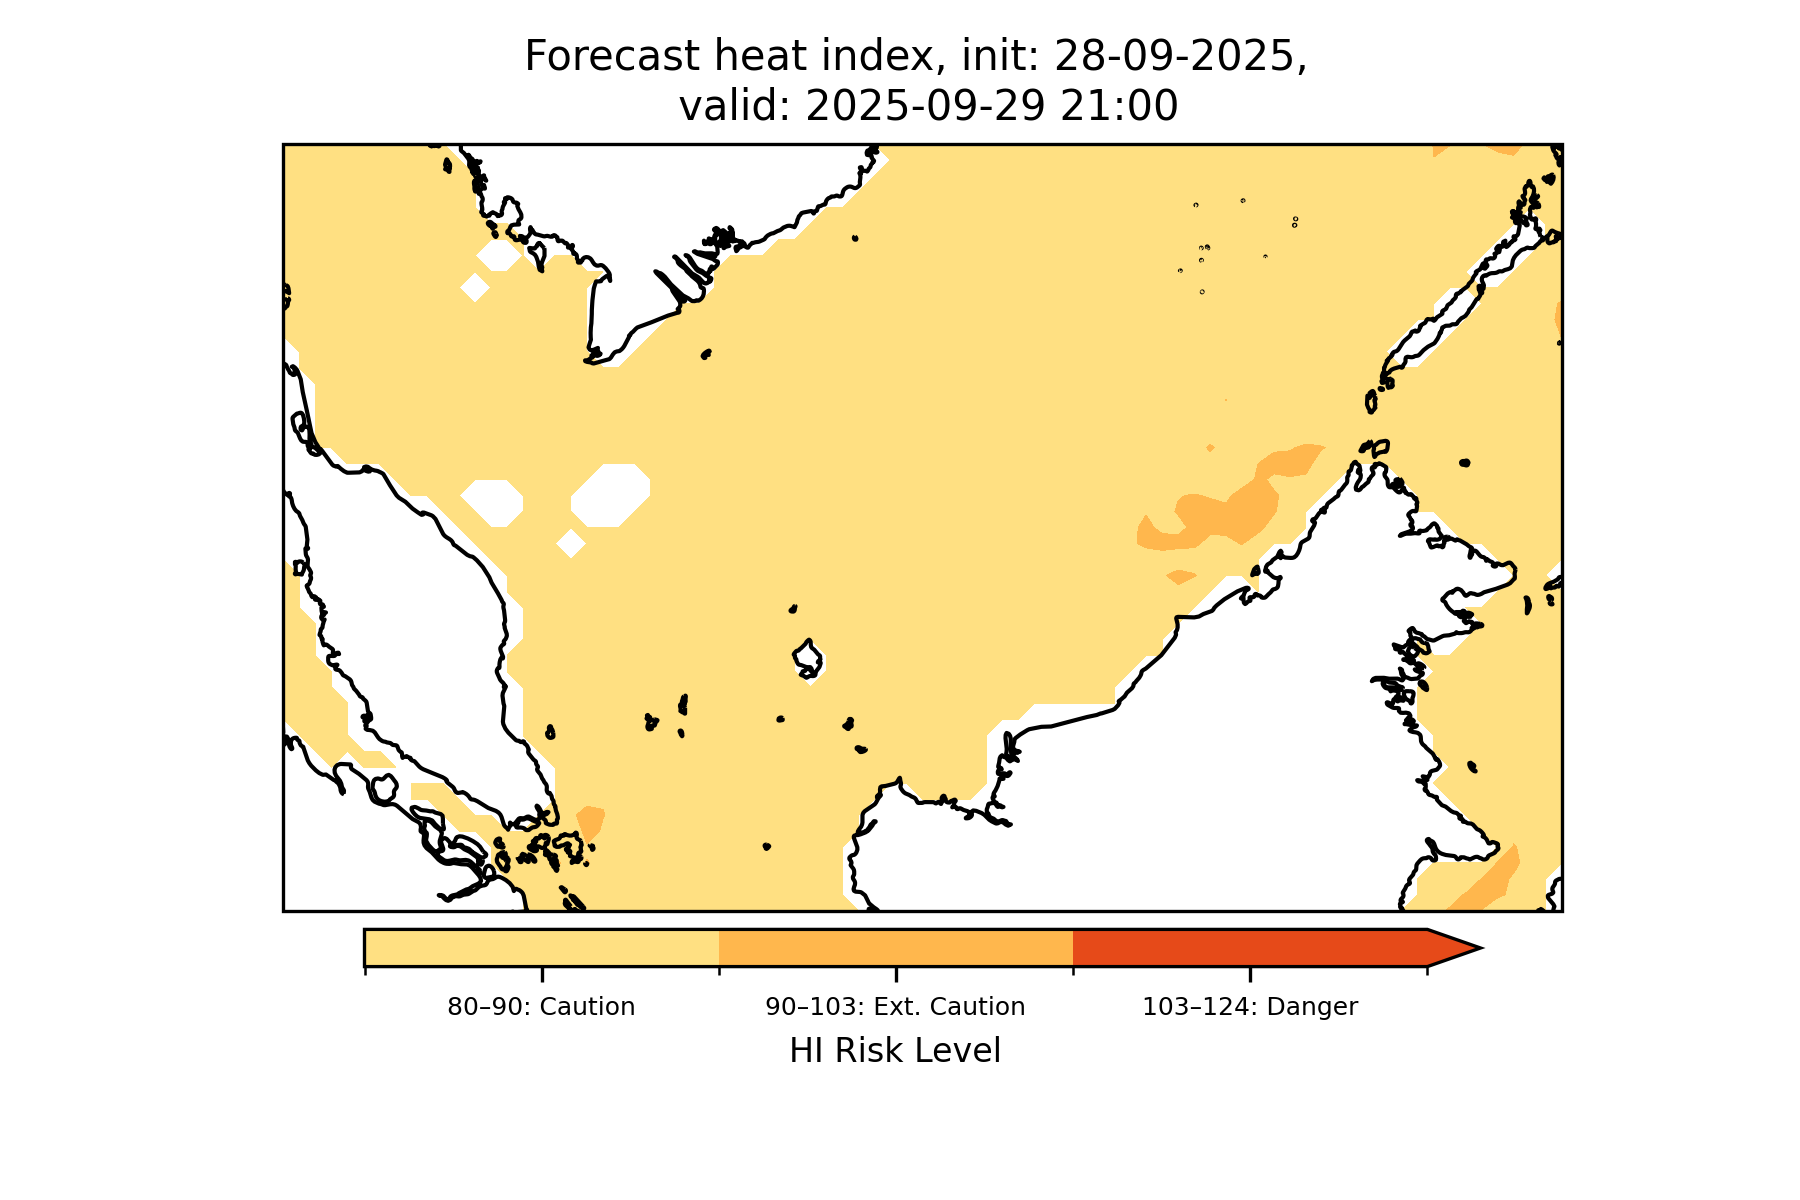 Forecast heat index, init: 28-09-2025,
valid: 2025-09-29 21:00
80–90: Caution
90–103: Ext. Caution
103–124: Danger
HI Risk Level